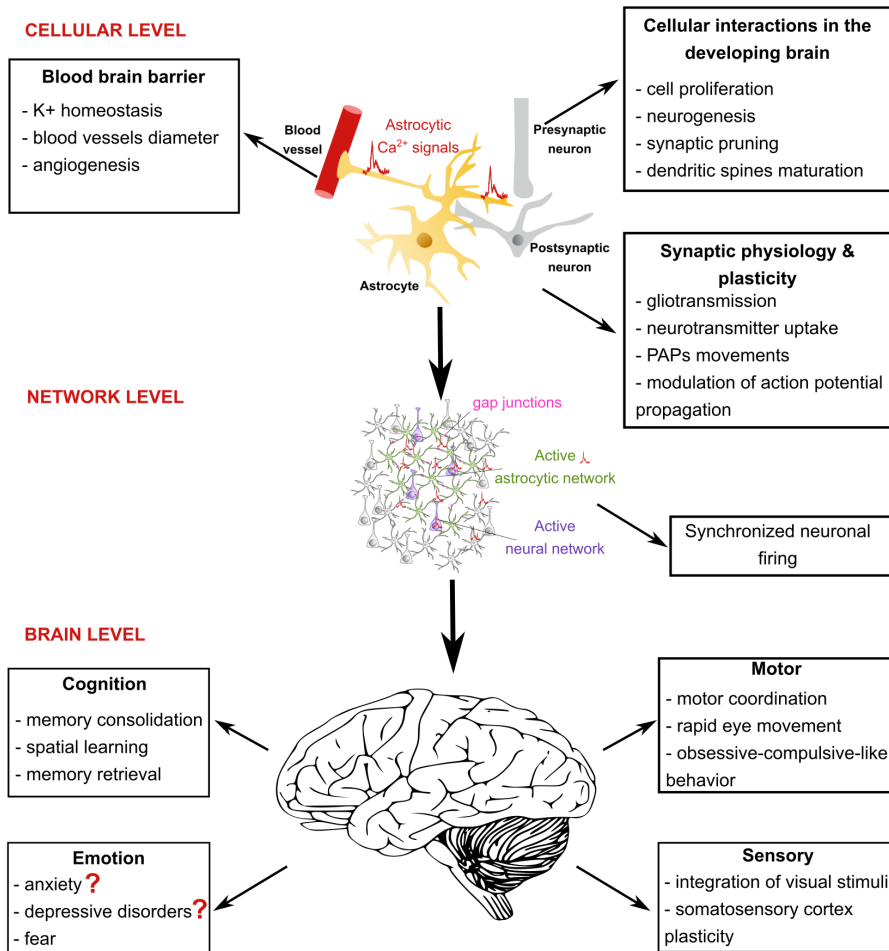 CELLULAR LEVEL
Blood brain barrier
- K+ homeostasis
- blood vessels diameter
- angiogenesis
Blood
vessel
Astrocytic
Ca²⁺ signals
Presynaptic
neuron
Postsynaptic
neuron
Astrocyte
Cellular interactions in the
developing brain
- cell proliferation
- neurogenesis
- synaptic pruning
- dendritic spines maturation
Synaptic physiology &
plasticity
- gliotransmission
- neurotransmitter uptake
- PAPs movements
- modulation of action potential
propagation
NETWORK LEVEL
gap junctions
Active
astrocytic network
Active
neural network
Synchronized neuronal
firing
BRAIN LEVEL
Cognition
- memory consolidation
- spatial learning
- memory retrieval
Motor
- motor coordination
- rapid eye movement
- obsessive-compulsive-like
behavior
Emotion
- anxiety?
- depressive disorders?
- fear
Sensory
- integration of visual stimuli
- somatosensory cortex
plasticity